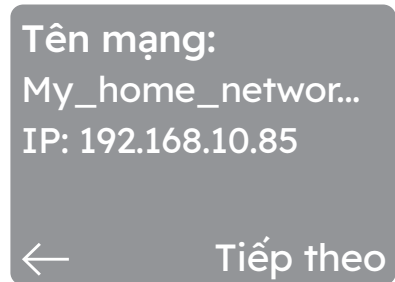 Tên mạng:
My_home_networ...
IP: 192.168.10.85
Tiếp theo